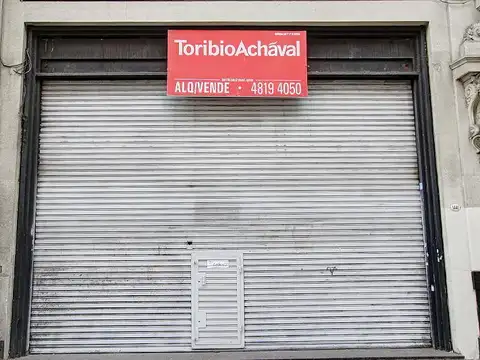 ToribioAchával
ALQ/VENDE • 4819 4050